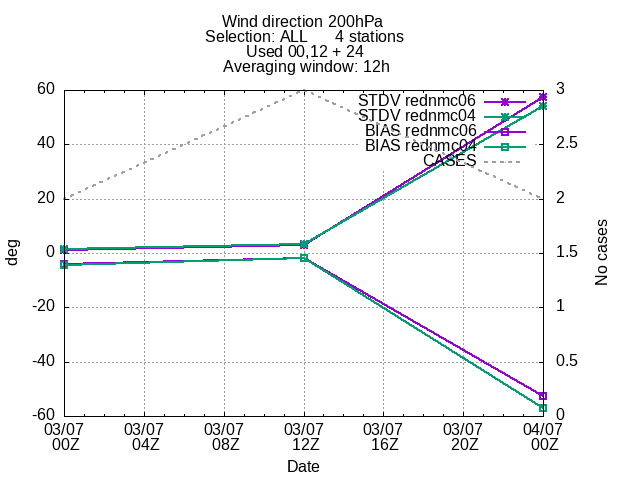 Wind direction 200hPa
Selection: ALL 4 stations
Used 00,12 + 24
Averaging window: 12h
60
40
20
0
-20
-40
-60
deg
3
2.5
2
1.5
1
0.5
0
No cases
STDV rednmc06
STDV rednmc04
BIAS rednmc06
BIAS rednmc04
CASES
03/07 03/07 03/07 03/07 03/07 03/07 04/07
00Z 04Z 08Z 12Z 16Z 20Z 00Z
Date